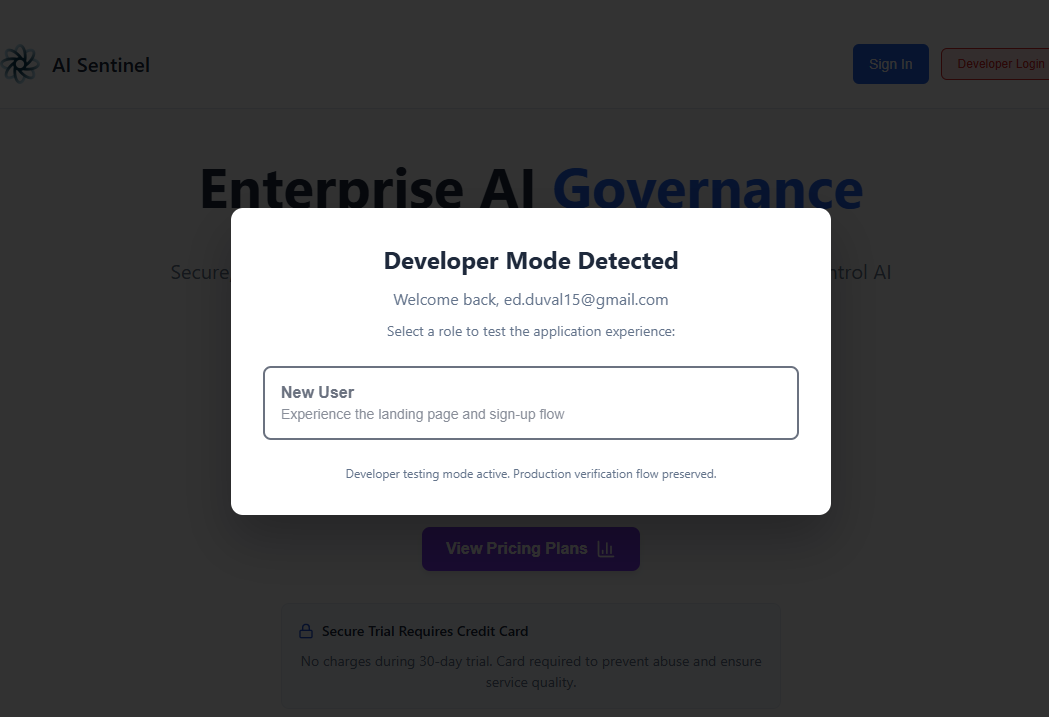 AI Sentinel
Sign In
Developer Login
Enterprise AI Governance
Secure
ntrol AI
Developer Mode Detected
Welcome back, ed.duval15@gmail.com
Select a role to test the application experience:
New User
Experience the landing page and sign-up flow
Developer testing mode active. Production verification flow preserved.
View Pricing Plans
Secure Trial Requires Credit Card
No charges during 30-day trial. Card required to prevent abuse and ensure
service quality.